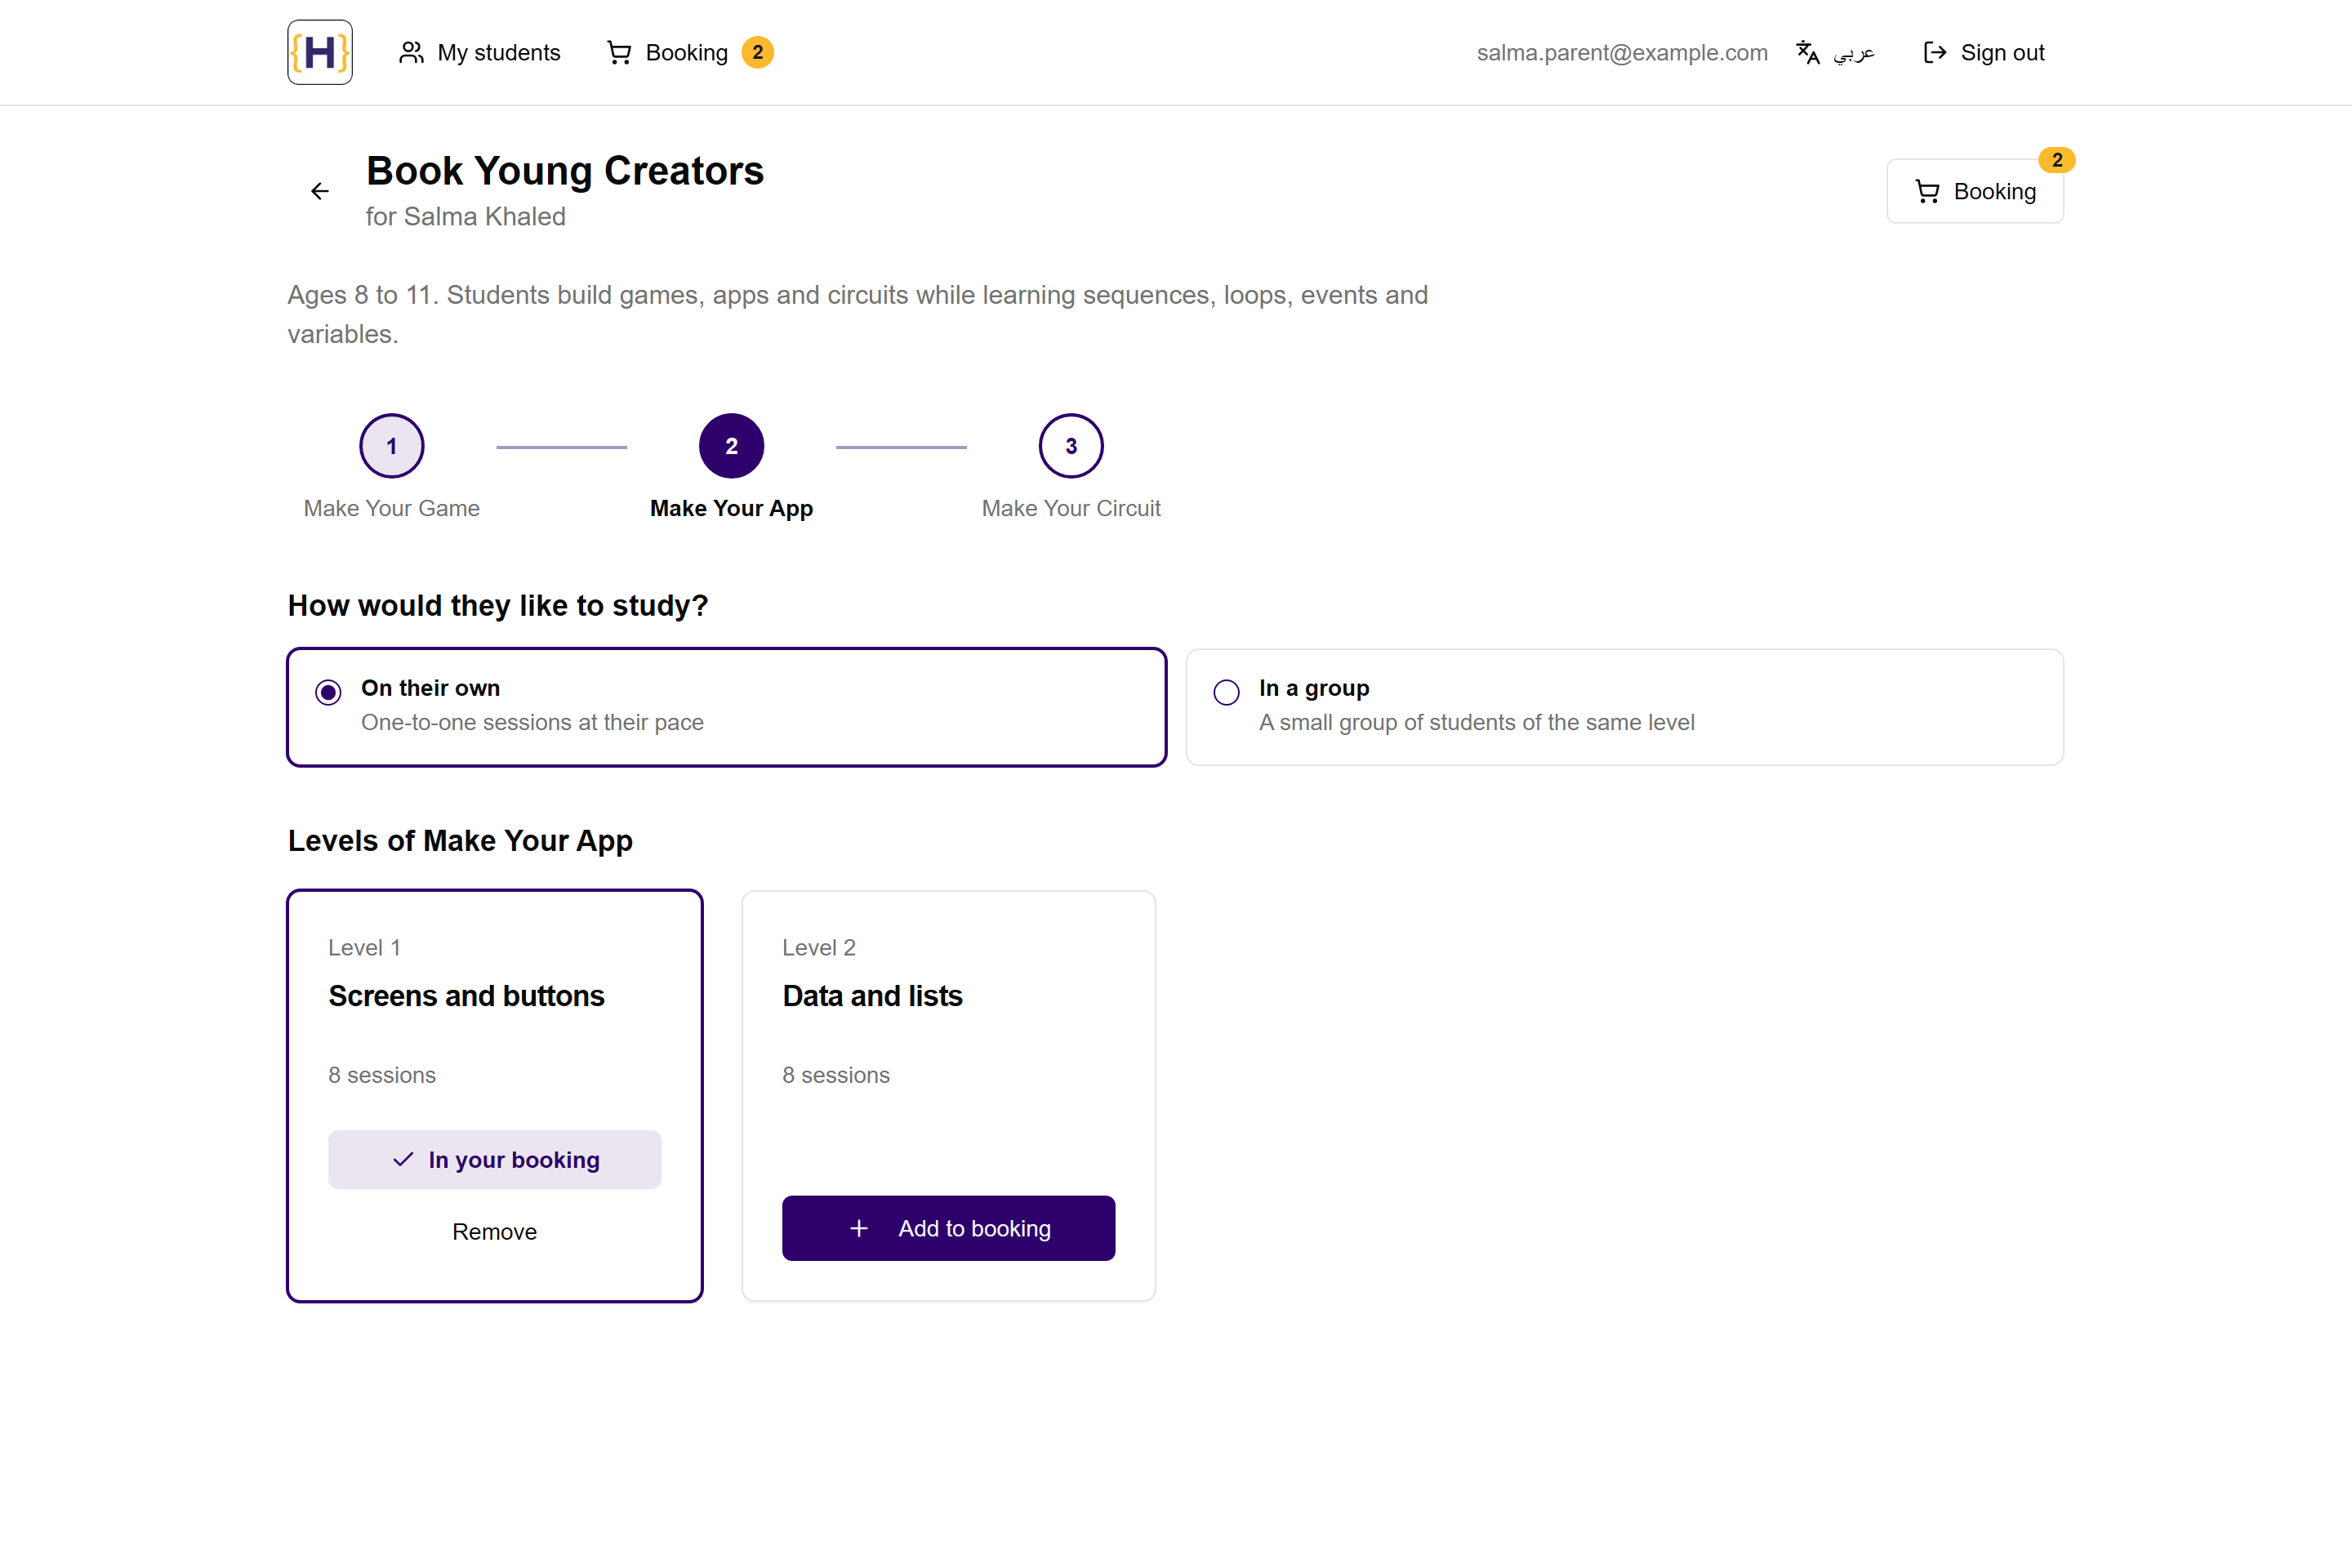 {H}
My students
Booking 2
salma.parent@example.com
عربي
Sign out
Book Young Creators
for Salma Khaled
2
Booking
Ages 8 to 11. Students build games, apps and circuits while learning sequences, loops, events and
variables.
1
2
3
Make Your Game
Make Your App
Make Your Circuit
How would they like to study?
On their own
One-to-one sessions at their pace
In a group
A small group of students of the same level
Levels of Make Your App
Level 1
Screens and buttons
8 sessions
In your booking
Remove
Level 2
Data and lists
8 sessions
Add to booking